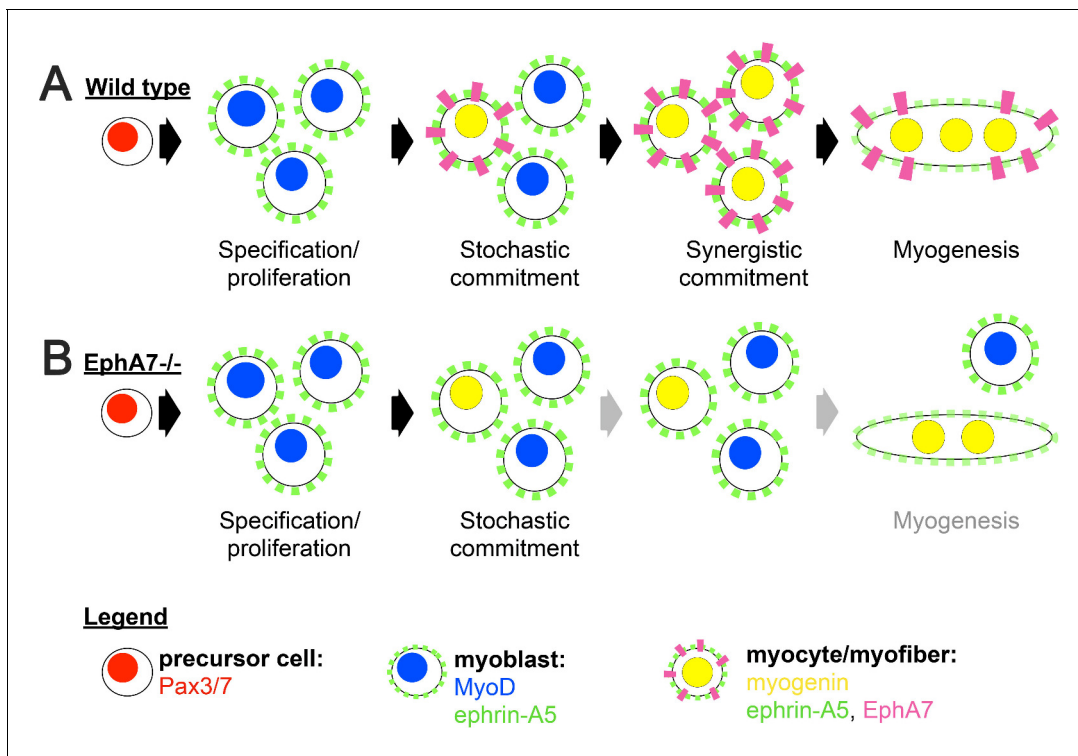 A Wild type
Specification/
proliferation
Stochastic
commitment
Synergistic
commitment
Myogenesis
B EphA7-/-
Specification/
proliferation
Stochastic
commitment
Myogenesis
Legend
precursor cell:
Pax3/7
myoblast:
MyoD
ephrin-A5
myocyte/myofiber:
myogenin
ephrin-A5, EphA7